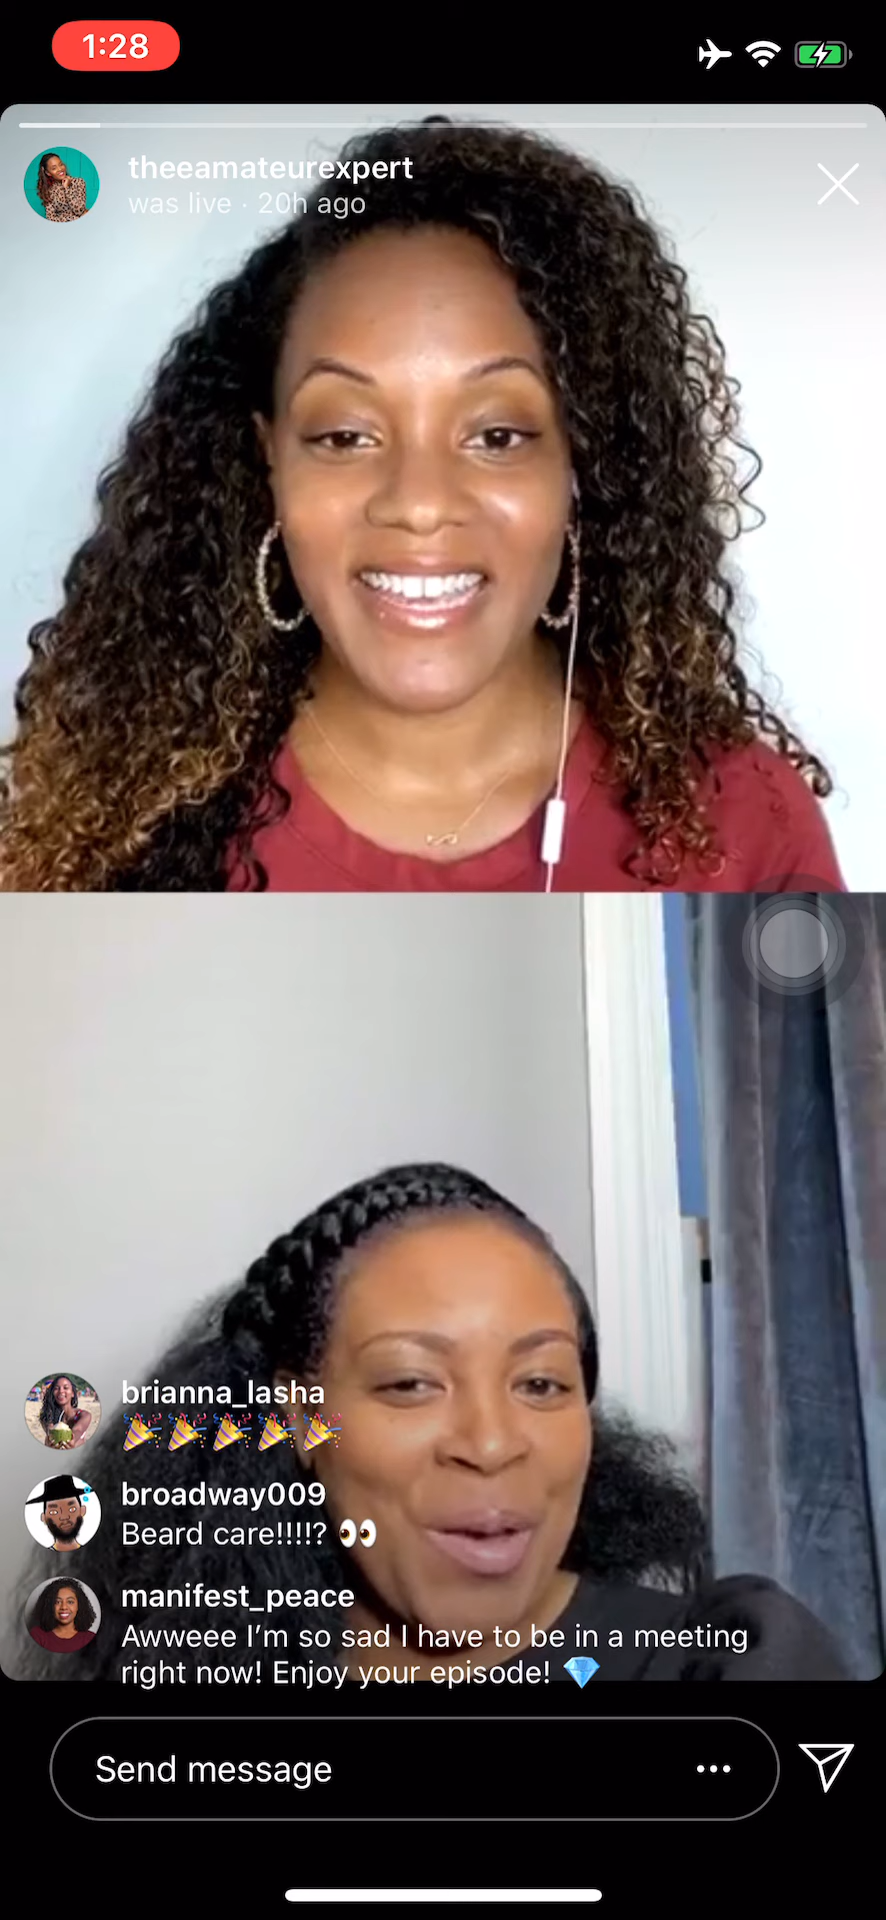 1:28
theeamateurexpert
was live · 20h ago
brianna_lasha
🎉🎉🎉🎉🎉
broadway009
Beard care!!!!? 👀
manifest_peace
Awweee I’m so sad I have to be in a meeting
right now! Enjoy your episode! 💎
Send message